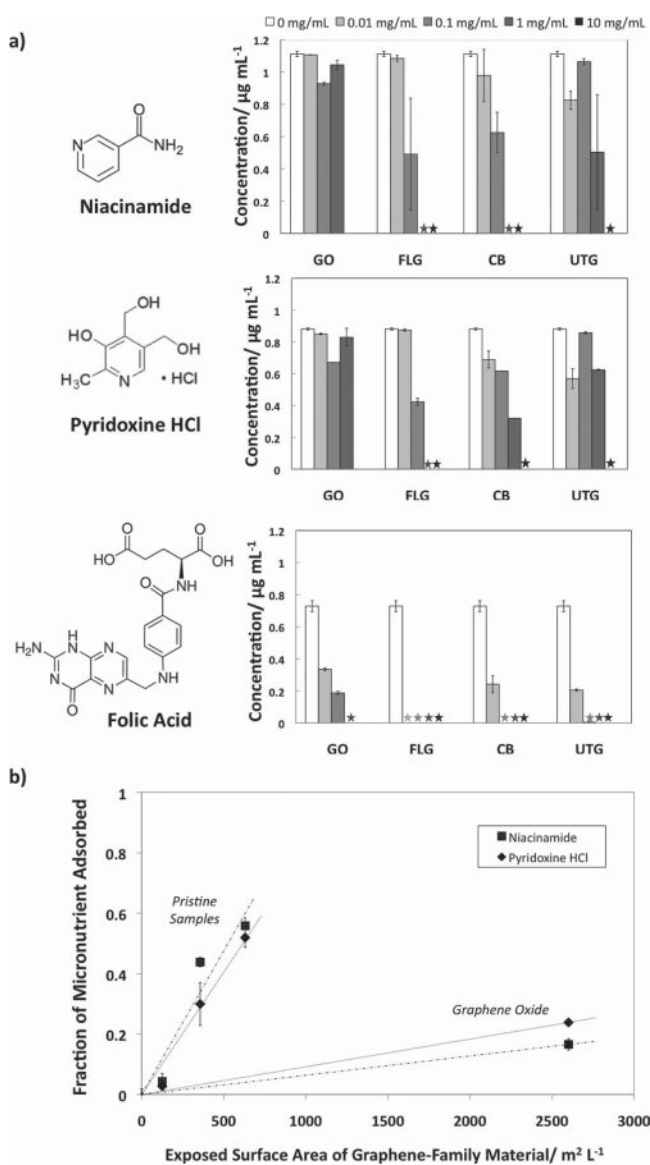 0 mg/mL 0.01 mg/mL 0.1 mg/mL 1 mg/mL 10 mg/mL
a)
Concentration/ µg mL-1
1.2
1
0.8
0.6
0.4
0.2
0
O
N
NH2
Niacinamide
GO FLG CB UTG
Concentration/ µg mL-1
1.2
1
0.8
0.6
0.4
0.2
0
OH
HO
OH
H3C
N
• HCl
Pyridoxine HCl
GO FLG CB UTG
Concentration/ µg mL-1
1.2
1
0.8
0.6
0.4
0.2
0
O O
HO OH
O
NH
H
H2N N N
N N
O
NH
Folic Acid
GO FLG CB UTG
b)
Fraction of Micronutrient Adsorbed
1
0.8
0.6
0.4
0.2
0
Niacinamide
Pyridoxine HCl
Pristine
Samples
Graphene Oxide
0 500 1000 1500 2000 2500 3000
Exposed Surface Area of Graphene-Family Material/ m2 L-1